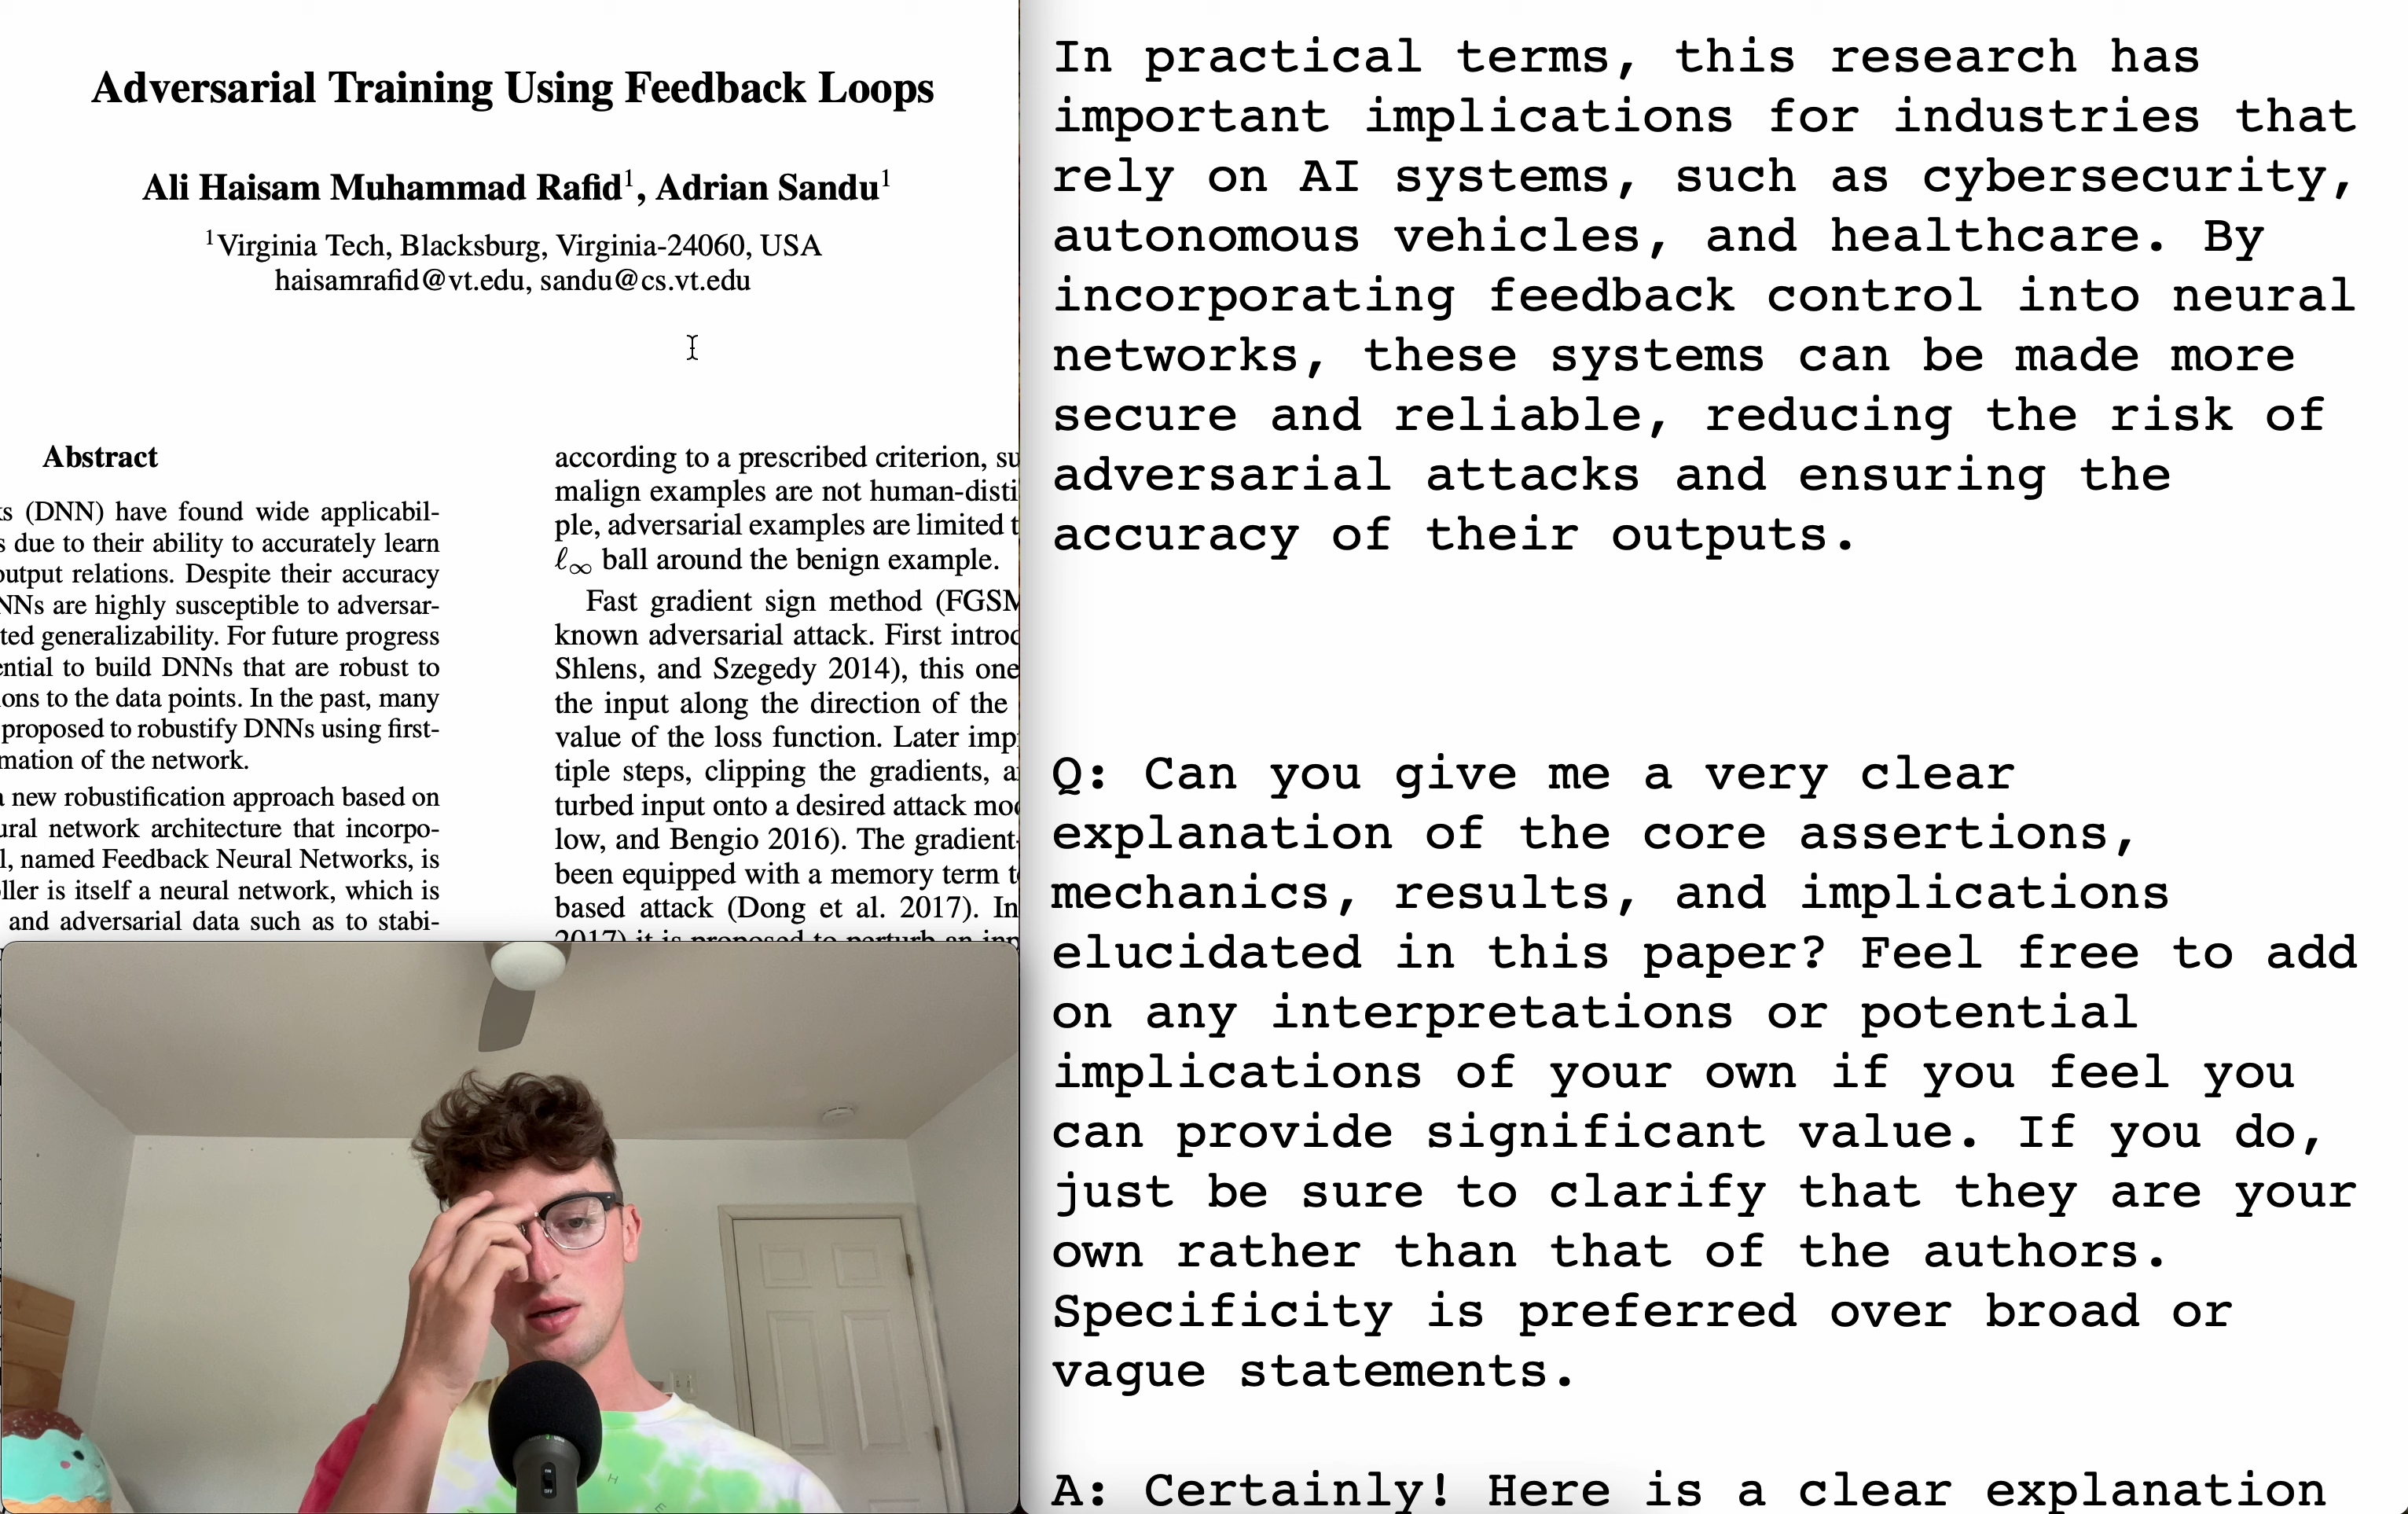 Adversarial Training Using Feedback Loops
Ali Haisam Muhammad Rafid¹, Adrian Sandu¹
¹Virginia Tech, Blacksburg, Virginia-24060, USA
haisamrafid@vt.edu, sandu@cs.vt.edu
Abstract
(DNN) have found wide applicabil-
due to their ability to accurately learn
output relations. Despite their accuracy
NNs are highly susceptible to adversar-
ted generalizability. For future progress
ential to build DNNs that are robust to
ons to the data points. In the past, many
proposed to robustify DNNs using first-
mation of the network.
a new robustification approach based on
ural network architecture that incorpo-
l, named Feedback Neural Networks, is
ller is itself a neural network, which is
and adversarial data such as to stabi-
according to a prescribed criterion, su
malign examples are not human-disti
ple, adversarial examples are limited t
ℓ∞ ball around the benign example.
Fast gradient sign method (FGSM
known adversarial attack. First introd
Shlens, and Szegedy 2014), this one
the input along the direction of the
value of the loss function. Later imp
tiple steps, clipping the gradients, a
turbed input onto a desired attack mod
low, and Bengio 2016). The gradient-
been equipped with a memory term t
based attack (Dong et al. 2017). In
2017) it is proposed to perturb an inp
In practical terms, this research has
important implications for industries that
rely on AI systems, such as cybersecurity,
autonomous vehicles, and healthcare. By
incorporating feedback control into neural
networks, these systems can be made more
secure and reliable, reducing the risk of
adversarial attacks and ensuring the
accuracy of their outputs.
Q: Can you give me a very clear
explanation of the core assertions,
mechanics, results, and implications
elucidated in this paper? Feel free to add
on any interpretations or potential
implications of your own if you feel you
can provide significant value. If you do,
just be sure to clarify that they are your
own rather than that of the authors.
Specificity is preferred over broad or
vague statements.
A: Certainly! Here is a clear explanation